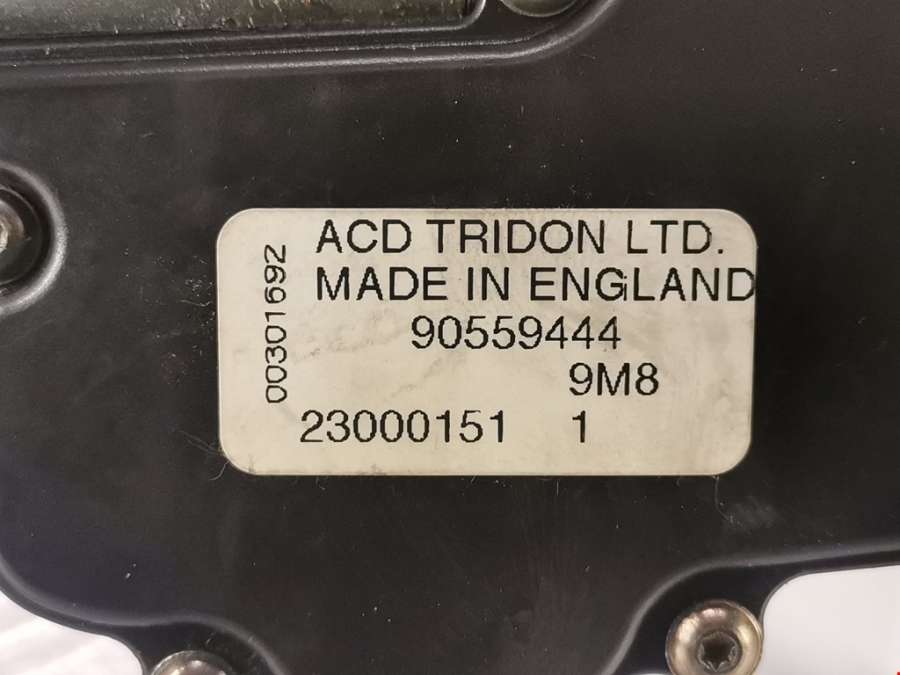 ACD TRIDON LTD.
MADE IN ENGLAND
90559444
9M8
23000151 1
00301692